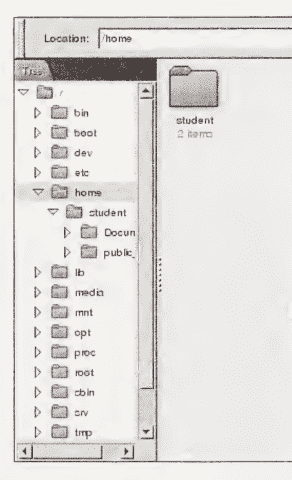 Location: /home
Tree
/
bin
boot
dev
etc
home
student
Docun
public_
lib
media
mnt
opt
proc
root
sbin
srv
tmp
student
2 items